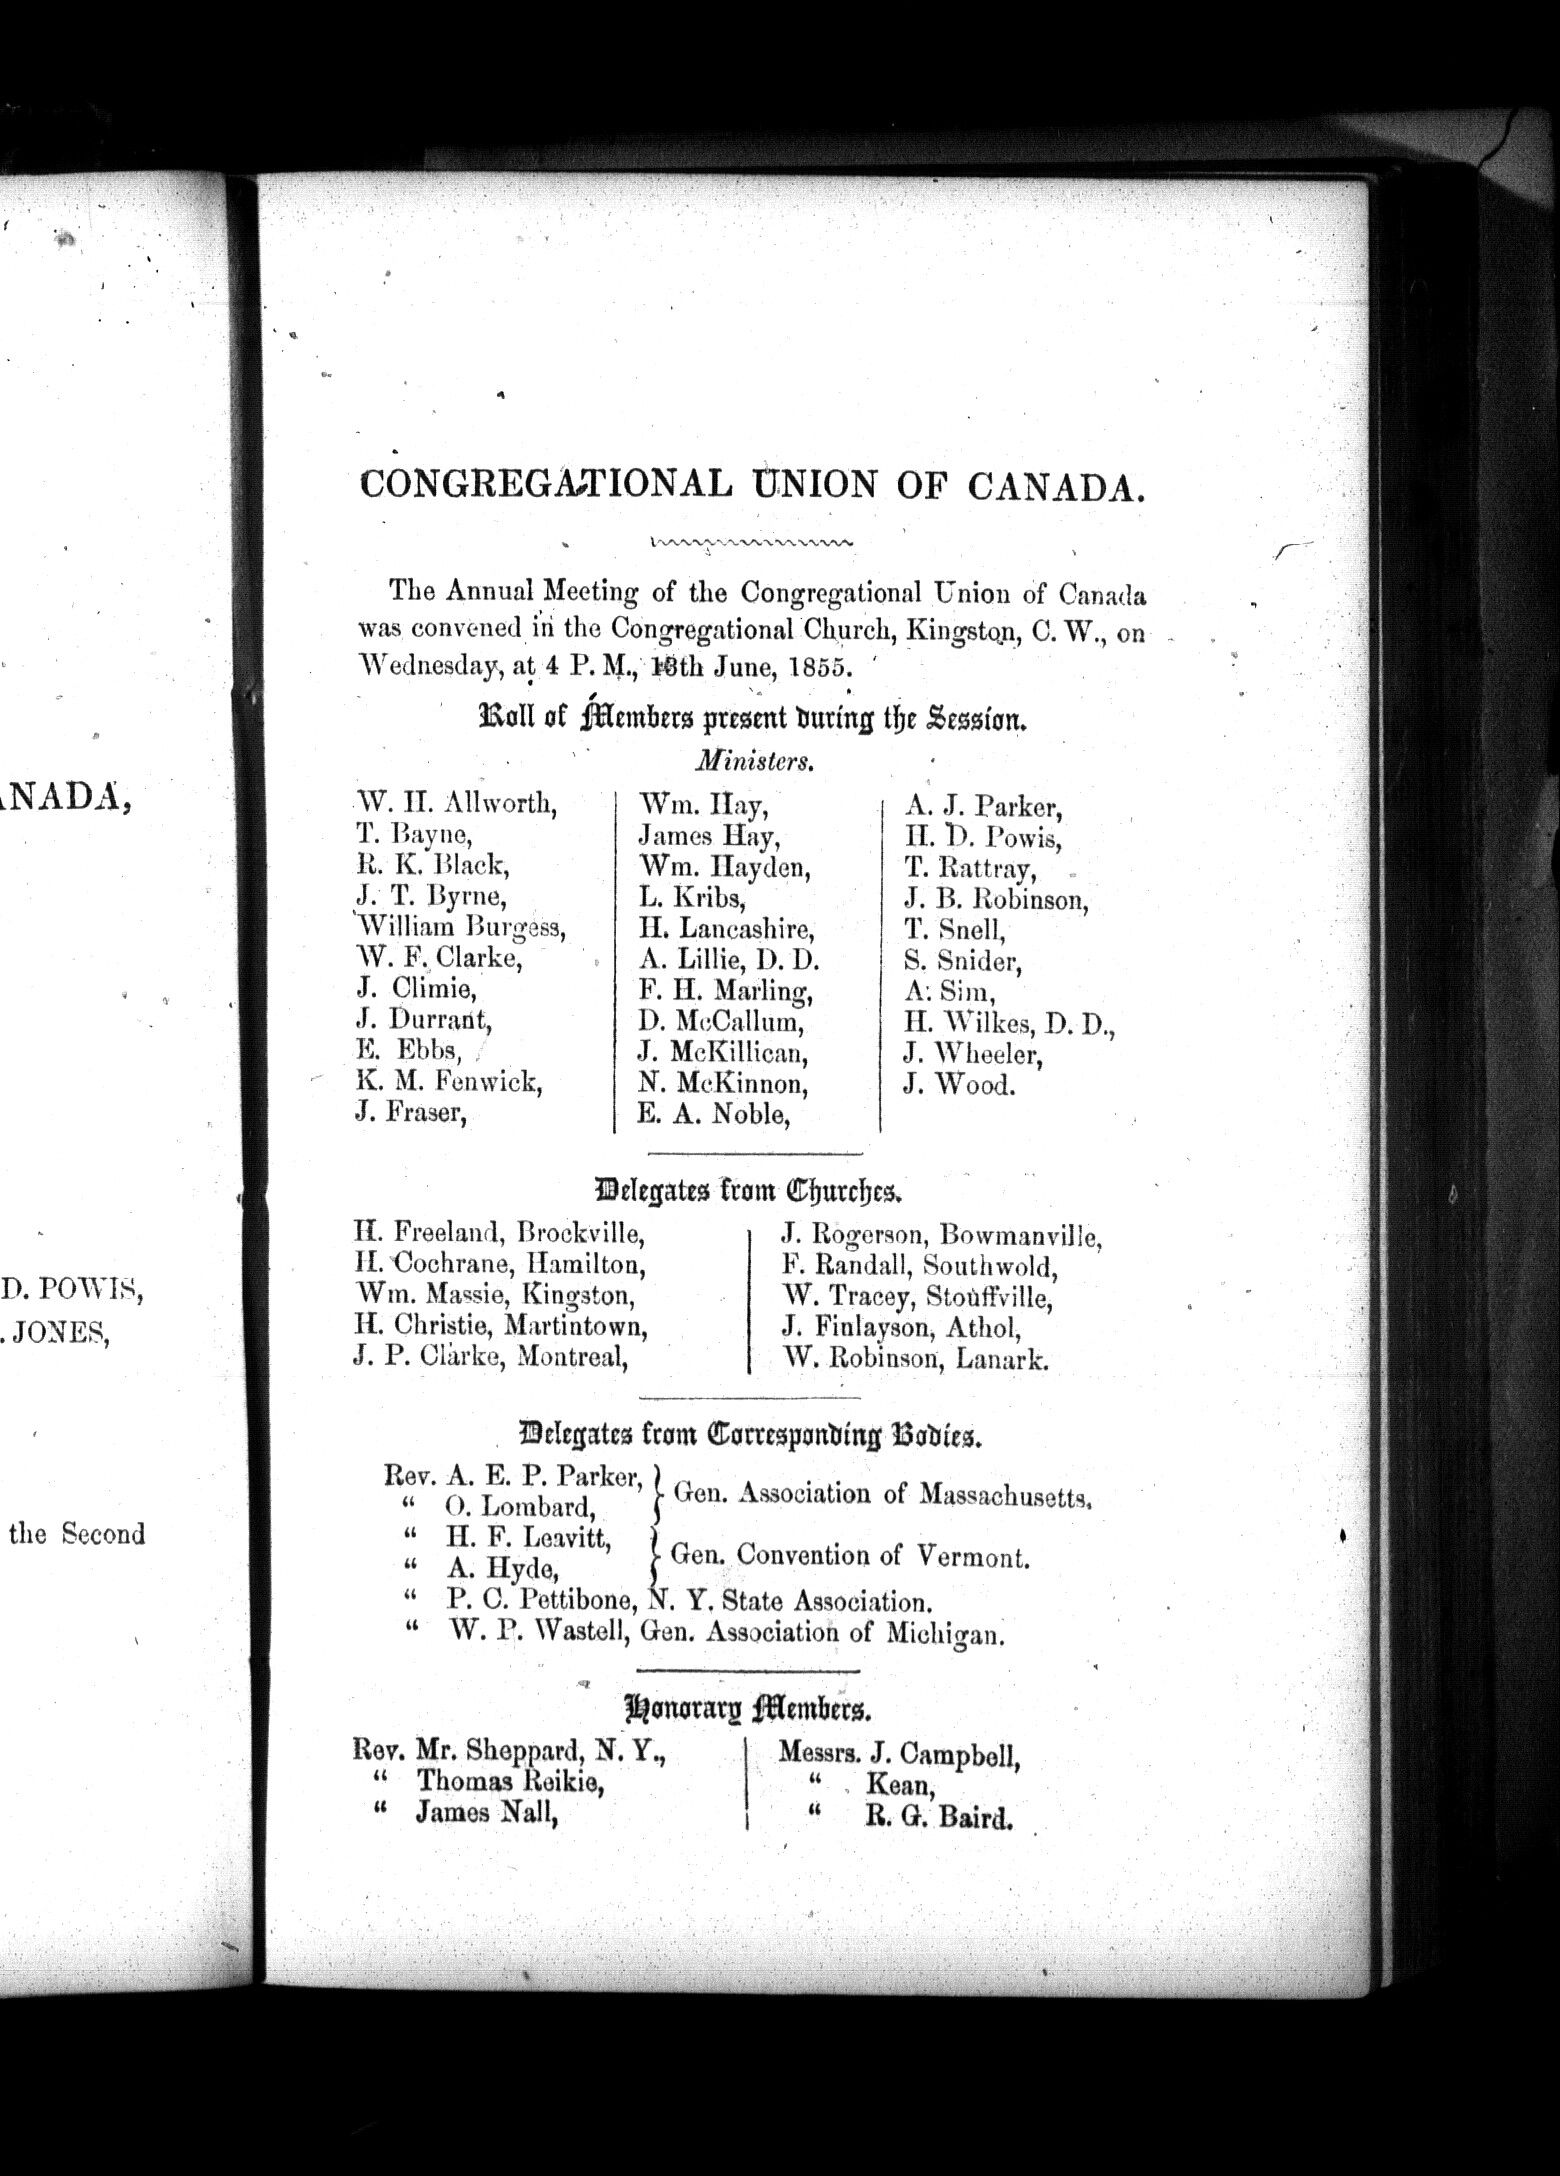 ANADA,
D. POWIS,
. JONES,
the Second
CONGREGATIONAL UNION OF CANADA.
The Annual Meeting of the Congregational Union of Canada
was convened in the Congregational Church, Kingston, C. W., on
Wednesday, at 4 P. M., 13th June, 1855.
Roll of Members present during the Session.
Ministers.
W. H. Allworth,
T. Bayne,
R. K. Black,
J. T. Byrne,
William Burgess,
W. F. Clarke,
J. Climie,
J. Durrant,
E. Ebbs,
K. M. Fenwick,
J. Fraser,
Wm. Hay,
James Hay,
Wm. Hayden,
L. Kribs,
H. Lancashire,
A. Lillie, D. D.
F. H. Marling,
D. McCallum,
J. McKillican,
N. McKinnon,
E. A. Noble,
A. J. Parker,
H. D. Powis,
T. Rattray,
J. B. Robinson,
T. Snell,
S. Snider,
A. Sim,
H. Wilkes, D. D.,
J. Wheeler,
J. Wood.
Delegates from Churches.
H. Freeland, Brockville,
H. Cochrane, Hamilton,
Wm. Massie, Kingston,
H. Christie, Martintown,
J. P. Clarke, Montreal,
J. Rogerson, Bowmanville,
F. Randall, Southwold,
W. Tracey, Stouffville,
J. Finlayson, Athol,
W. Robinson, Lanark.
Delegates from Corresponding Bodies.
Rev. A. E. P. Parker,
" O. Lombard,
} Gen. Association of Massachusetts.
" H. F. Leavitt,
" A. Hyde,
} Gen. Convention of Vermont.
" P. C. Pettibone, N. Y. State Association.
" W. P. Wastell, Gen. Association of Michigan.
Honorary Members.
Rev. Mr. Sheppard, N. Y.,
" Thomas Reikie,
" James Nall,
Messrs. J. Campbell,
" Kean,
" R. G. Baird.